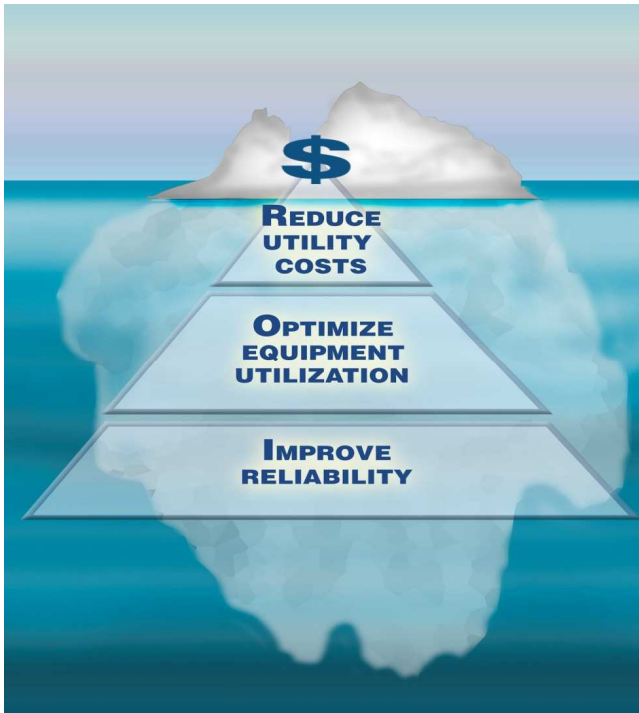 $
REDUCE
UTILITY
COSTS
OPTIMIZE
EQUIPMENT
UTILIZATION
IMPROVE
RELIABILITY